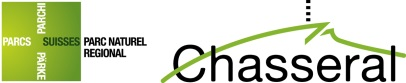 PARCHI
PARCS SUISSES PARC NATUREL
REGIONAL
PARKE
Chasseral